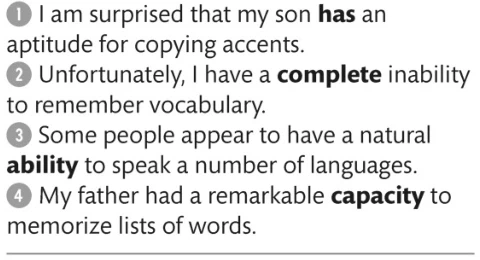 1 I am surprised that my son has an
aptitude for copying accents.
2 Unfortunately, I have a complete inability
to remember vocabulary.
3 Some people appear to have a natural
ability to speak a number of languages.
4 My father had a remarkable capacity to
memorize lists of words.